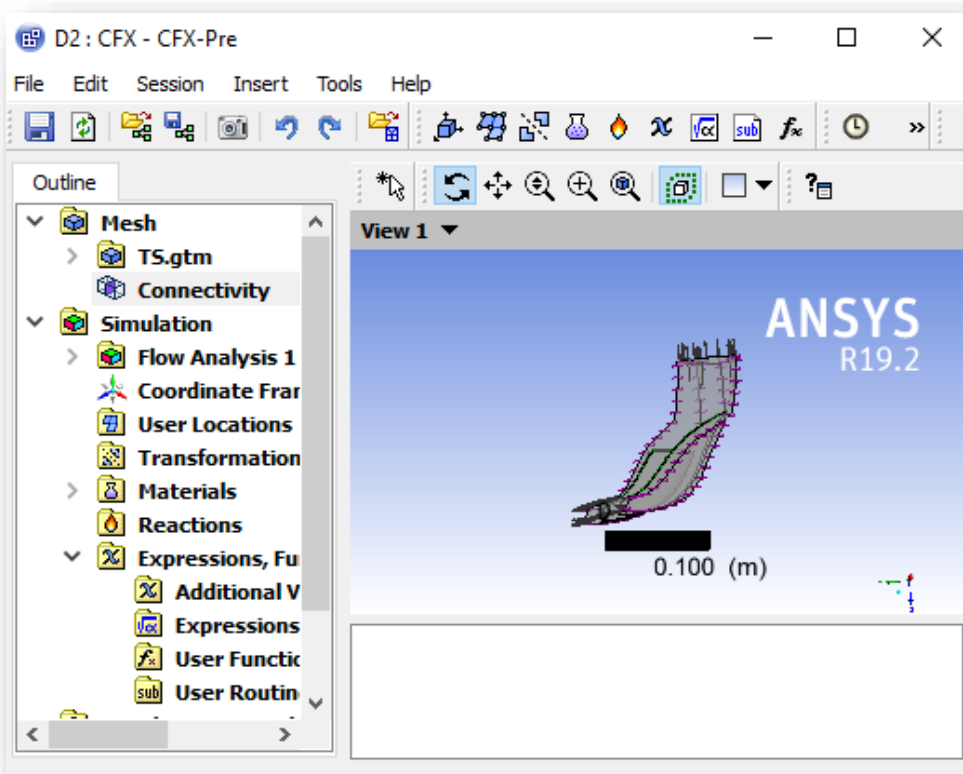 D2 : CFX - CFX-Pre
File Edit Session Insert Tools Help
Outline
Mesh
TS.gtm
Connectivity
Simulation
Flow Analysis 1
Coordinate Frar
User Locations
Transformation
Materials
Reactions
Expressions, Fu
Additional V
Expressions
User Functic
User Routin
View 1
ANSYS
R19.2
0.100 (m)